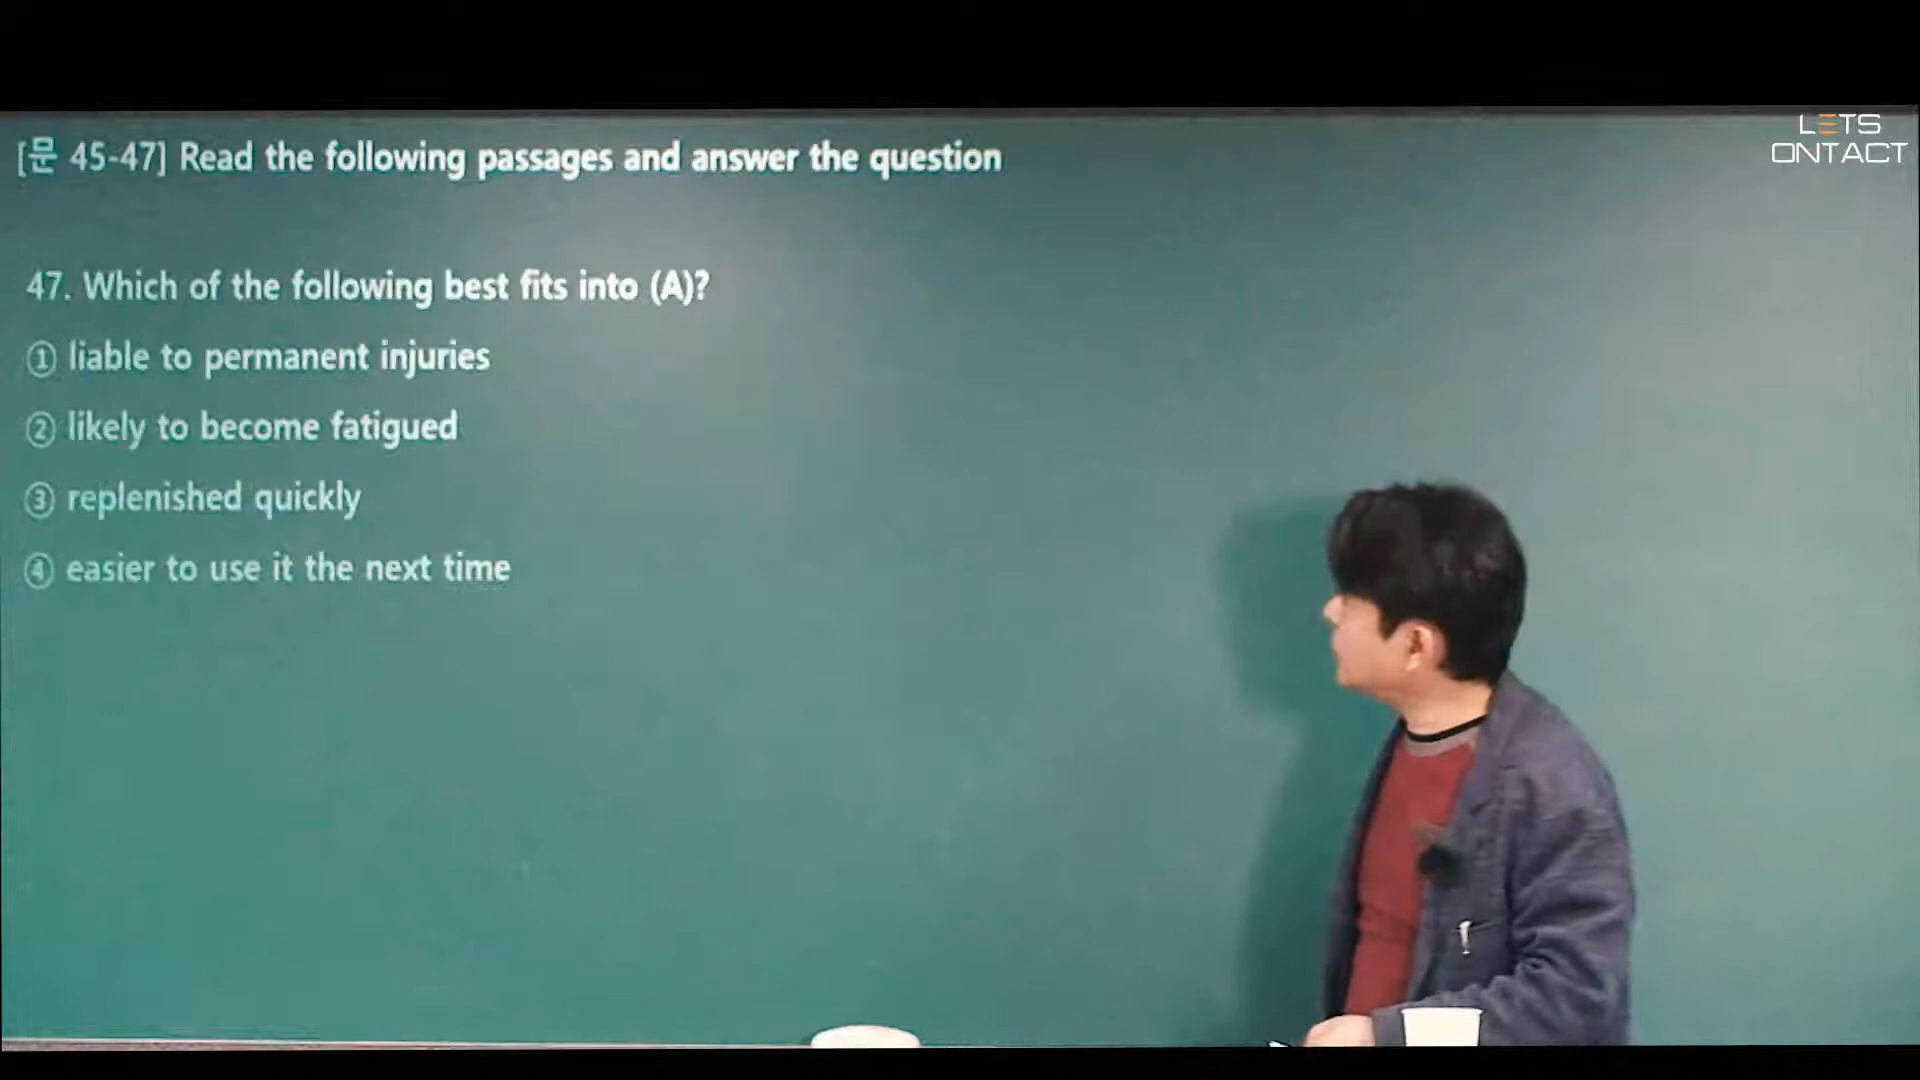 LETS
ONTACT
[문 45-47] Read the following passages and answer the question
47. Which of the following best fits into (A)?
① liable to permanent injuries
② likely to become fatigued
③ replenished quickly
④ easier to use it the next time